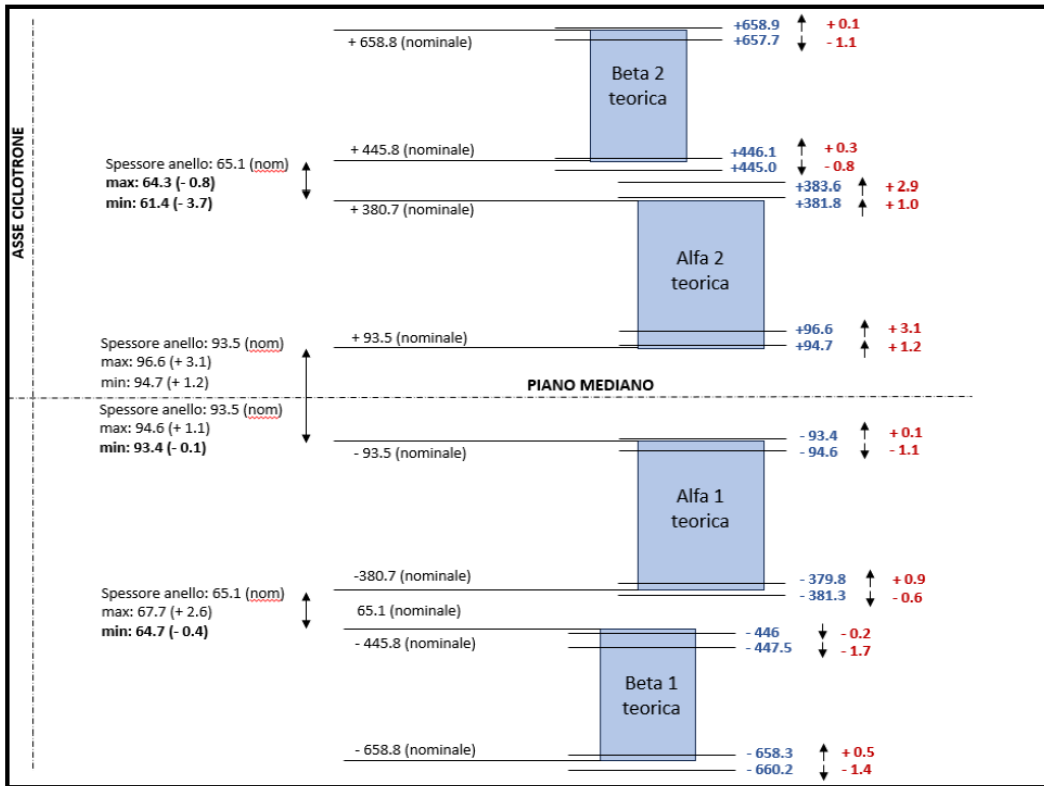 ASSE CICLOTRONE
+ 658.8 (nominale)
Beta 2
teorica
+658.9 + 0.1
+657.7 - 1.1
+ 445.8 (nominale)
+446.1 + 0.3
+445.0 - 0.8
Spessore anello: 65.1 (nom)
max: 64.3 (- 0.8)
min: 61.4 (- 3.7)
+383.6 + 2.9
+381.8 + 1.0
+ 380.7 (nominale)
Alfa 2
teorica
+ 93.5 (nominale)
+96.6 + 3.1
+94.7 + 1.2
Spessore anello: 93.5 (nom)
max: 96.6 (+ 3.1)
min: 94.7 (+ 1.2)
PIANO MEDIANO
Spessore anello: 93.5 (nom)
max: 94.6 (+ 1.1)
min: 93.4 (- 0.1)
- 93.5 (nominale)
- 93.4 + 0.1
- 94.6 - 1.1
Alfa 1
teorica
-380.7 (nominale)
- 379.8 + 0.9
- 381.3 - 0.6
Spessore anello: 65.1 (nom)
max: 67.7 (+ 2.6)
min: 64.7 (- 0.4)
65.1 (nominale)
- 445.8 (nominale)
- 446 - 0.2
- 447.5 - 1.7
Beta 1
teorica
- 658.8 (nominale)
- 658.3 + 0.5
- 660.2 - 1.4